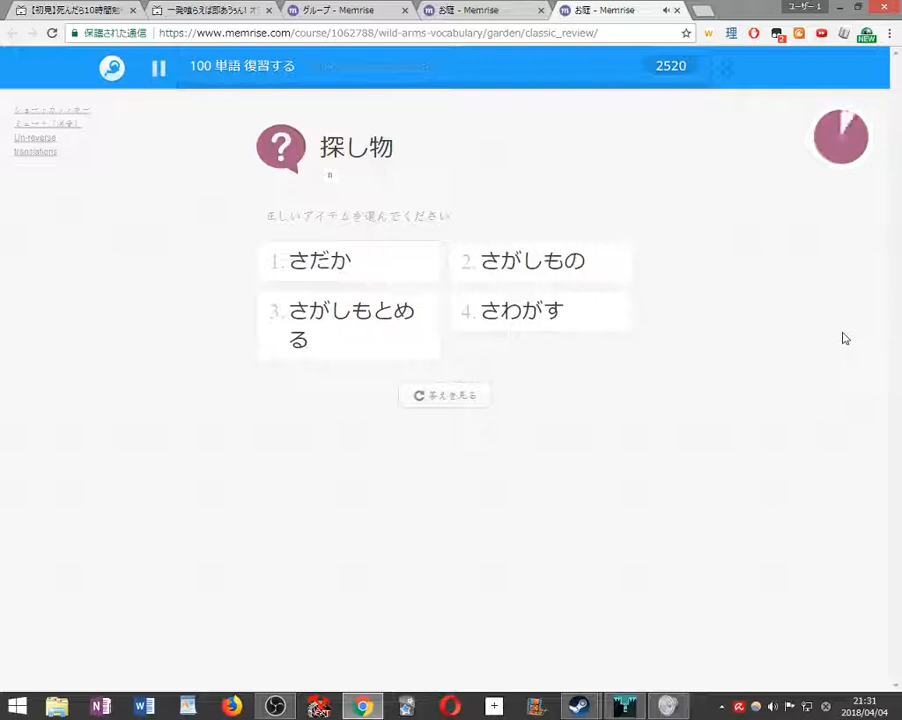 【初見】死んだら10時間
一発喰らえば即あうぅん! オ
グループ - Memrise
お庭 - Memrise
お庭 - Memrise
ユーザー 1
保護された通信
https://www.memrise.com/course/1062788/wild-arms-vocabulary/garden/classic_review/
100 単語 復習する
2520
Un-reverse
translations
探し物
n
正しいアイテムを選んでください
1. さだか
2. さがしもの
3. さがしもとめ
る
4. さわがす
答えを見る
21:31
2018/04/04